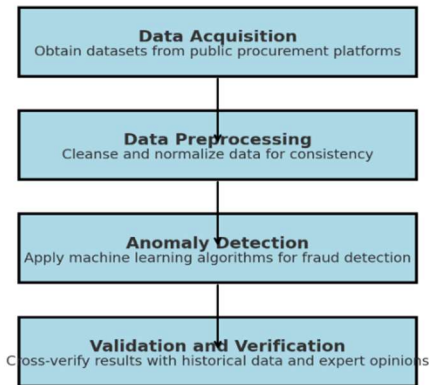 Data Acquisition
Obtain datasets from public procurement platforms
Data Preprocessing
Cleanse and normalize data for consistency
Anomaly Detection
Apply machine learning algorithms for fraud detection
Validation and Verification
Cross-verify results with historical data and expert opinions